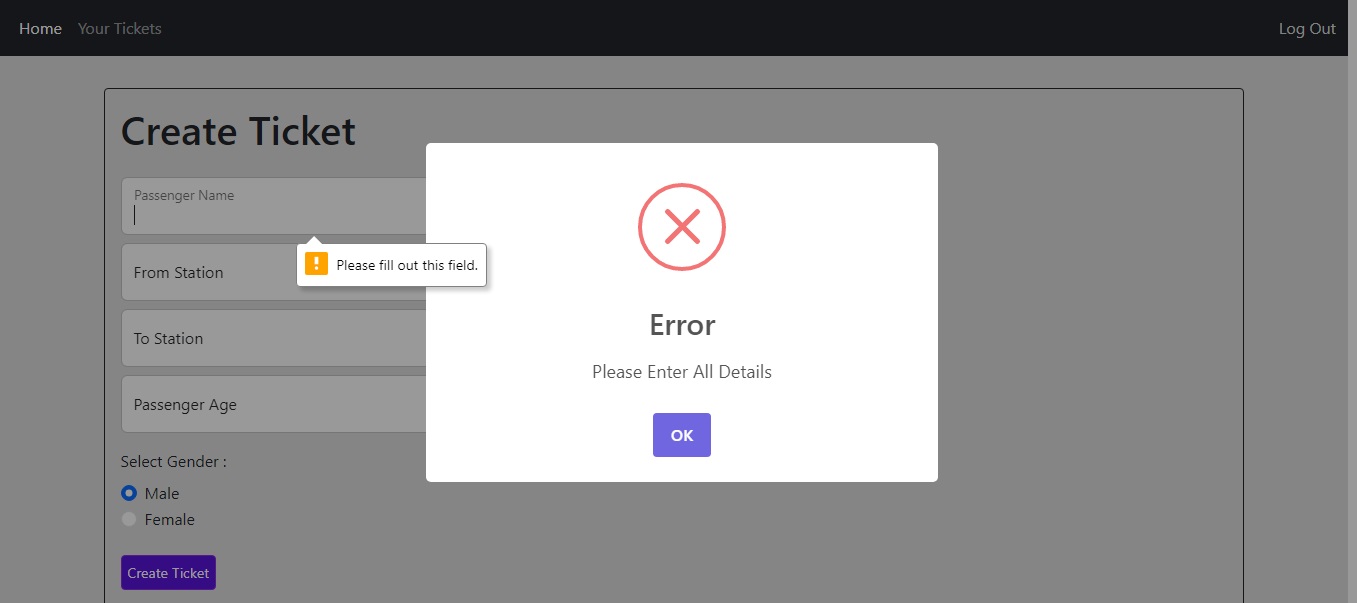 Home Your Tickets Log Out
Create Ticket
Passenger Name
Please fill out this field.
From Station
To Station
Passenger Age
Select Gender :
Male
Female
Create Ticket
Error
Please Enter All Details
OK